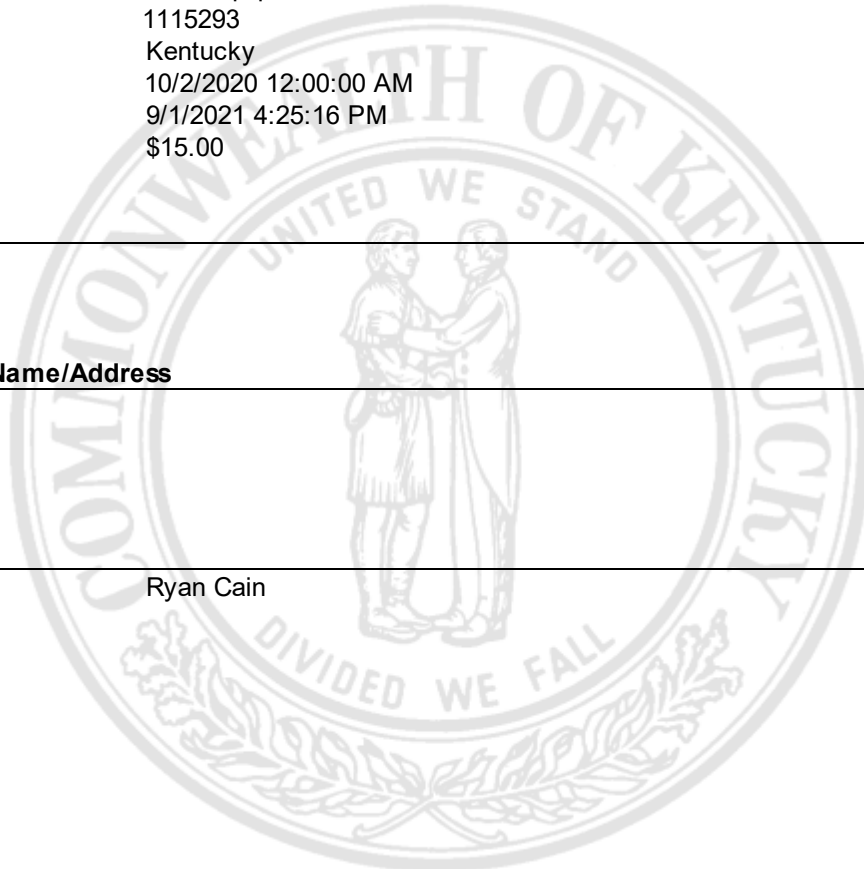 1115293
Kentucky
10/2/2020 12:00:00 AM
9/1/2021 4:25:16 PM
$15.00
COMMONWEALTH OF KENTUCKY
UNITED WE STAND
Name/Address
Ryan Cain
DIVIDED WE FALL